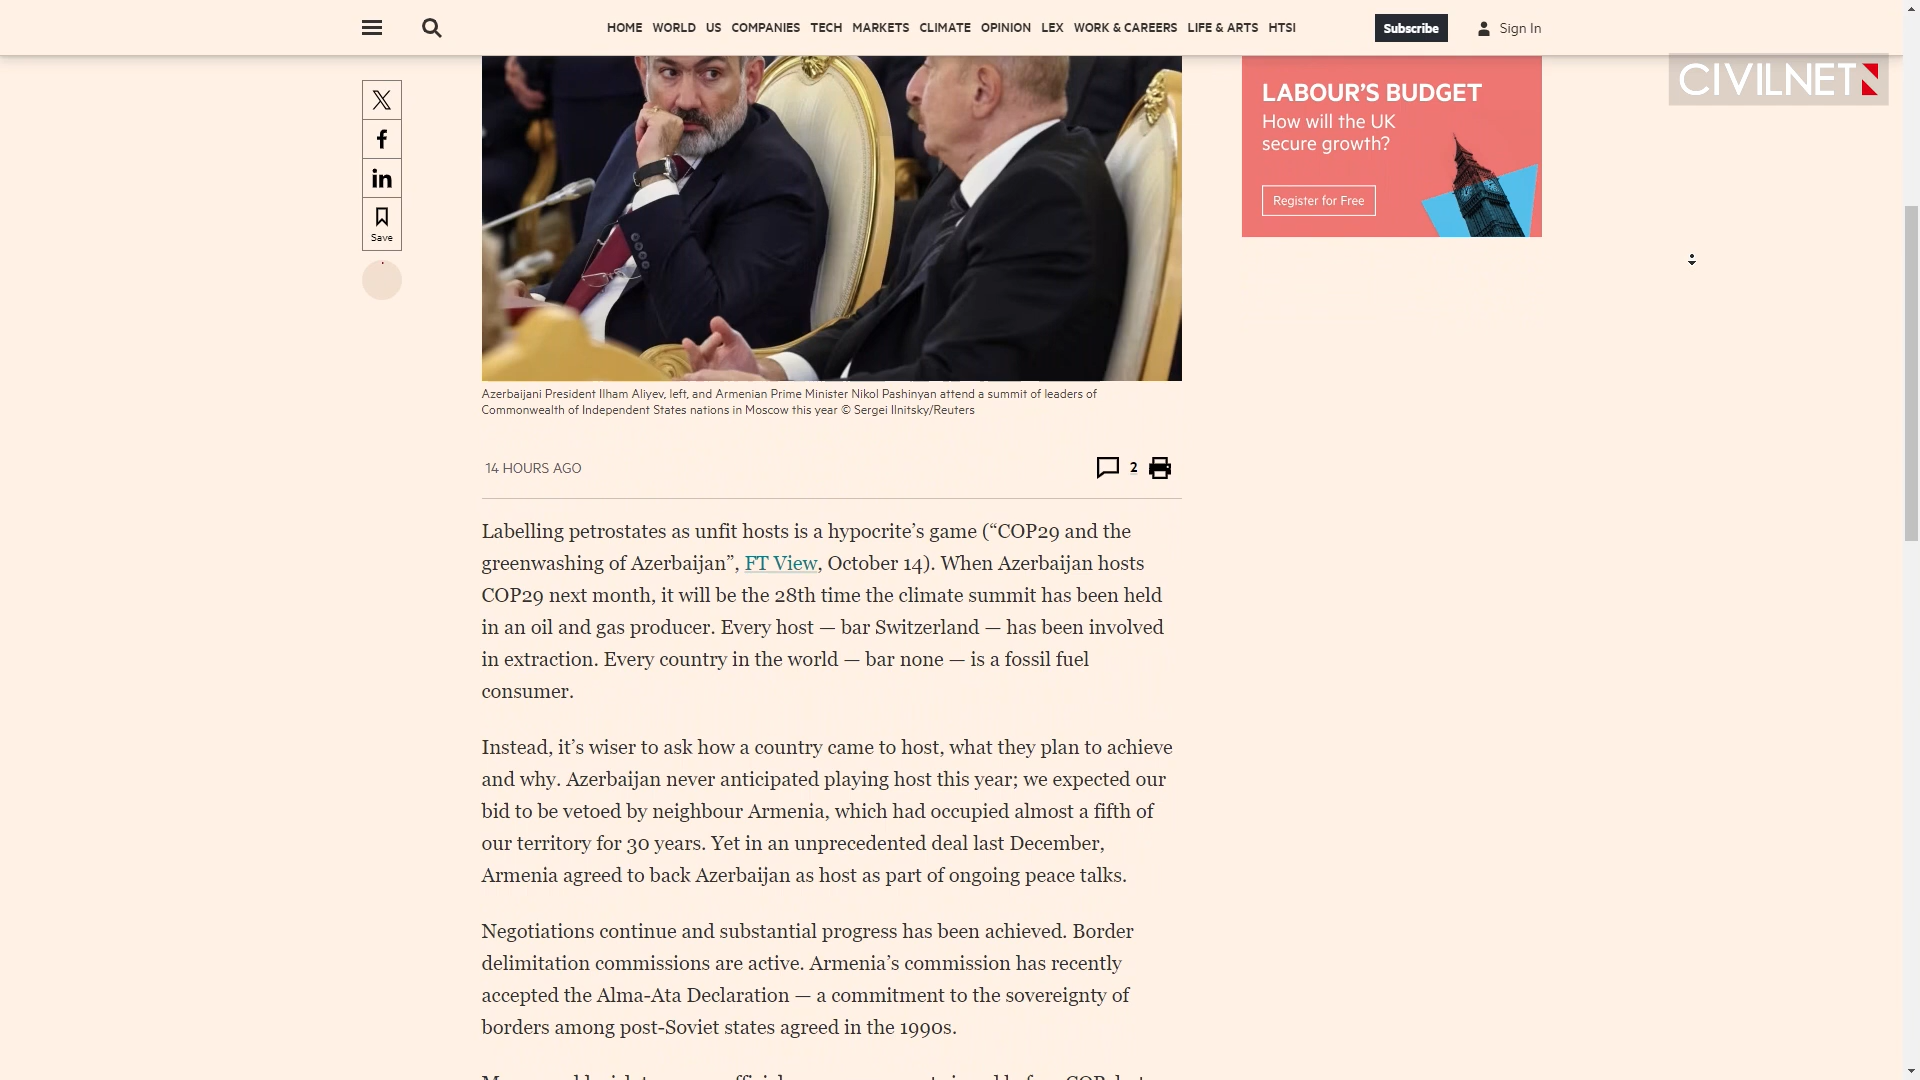 HOME WORLD US COMPANIES TECH MARKETS CLIMATE OPINION LEX WORK & CAREERS LIFE & ARTS HTSI Subscribe Sign In
CIVILNET
Save
LABOUR'S BUDGET
How will the UK
secure growth?
Register for Free
Azerbaijani President Ilham Aliyev, left, and Armenian Prime Minister Nikol Pashinyan attend a summit of leaders of
Commonwealth of Independent States nations in Moscow this year © Sergei Ilnitsky/Reuters
14 HOURS AGO
2
Labelling petrostates as unfit hosts is a hypocrite's game (“COP29 and the
greenwashing of Azerbaijan”, FT View, October 14). When Azerbaijan hosts
COP29 next month, it will be the 28th time the climate summit has been held
in an oil and gas producer. Every host — bar Switzerland — has been involved
in extraction. Every country in the world — bar none — is a fossil fuel
consumer.
Instead, it's wiser to ask how a country came to host, what they plan to achieve
and why. Azerbaijan never anticipated playing host this year; we expected our
bid to be vetoed by neighbour Armenia, which had occupied almost a fifth of
our territory for 30 years. Yet in an unprecedented deal last December,
Armenia agreed to back Azerbaijan as host as part of ongoing peace talks.
Negotiations continue and substantial progress has been achieved. Border
delimitation commissions are active. Armenia's commission has recently
accepted the Alma-Ata Declaration — a commitment to the sovereignty of
borders among post-Soviet states agreed in the 1990s.